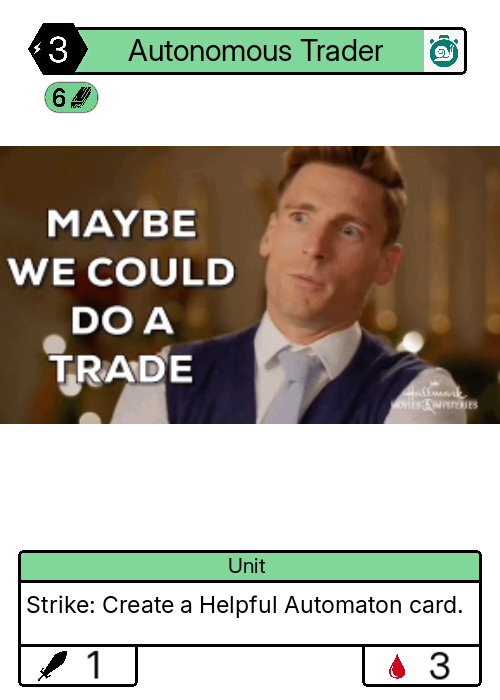 3
Autonomous Trader
6
MAYBE
WE COULD
DO A
TRADE
Hallmark
MOVIES & MYSTERIES
Unit
Strike: Create a Helpful Automaton card.
1
3